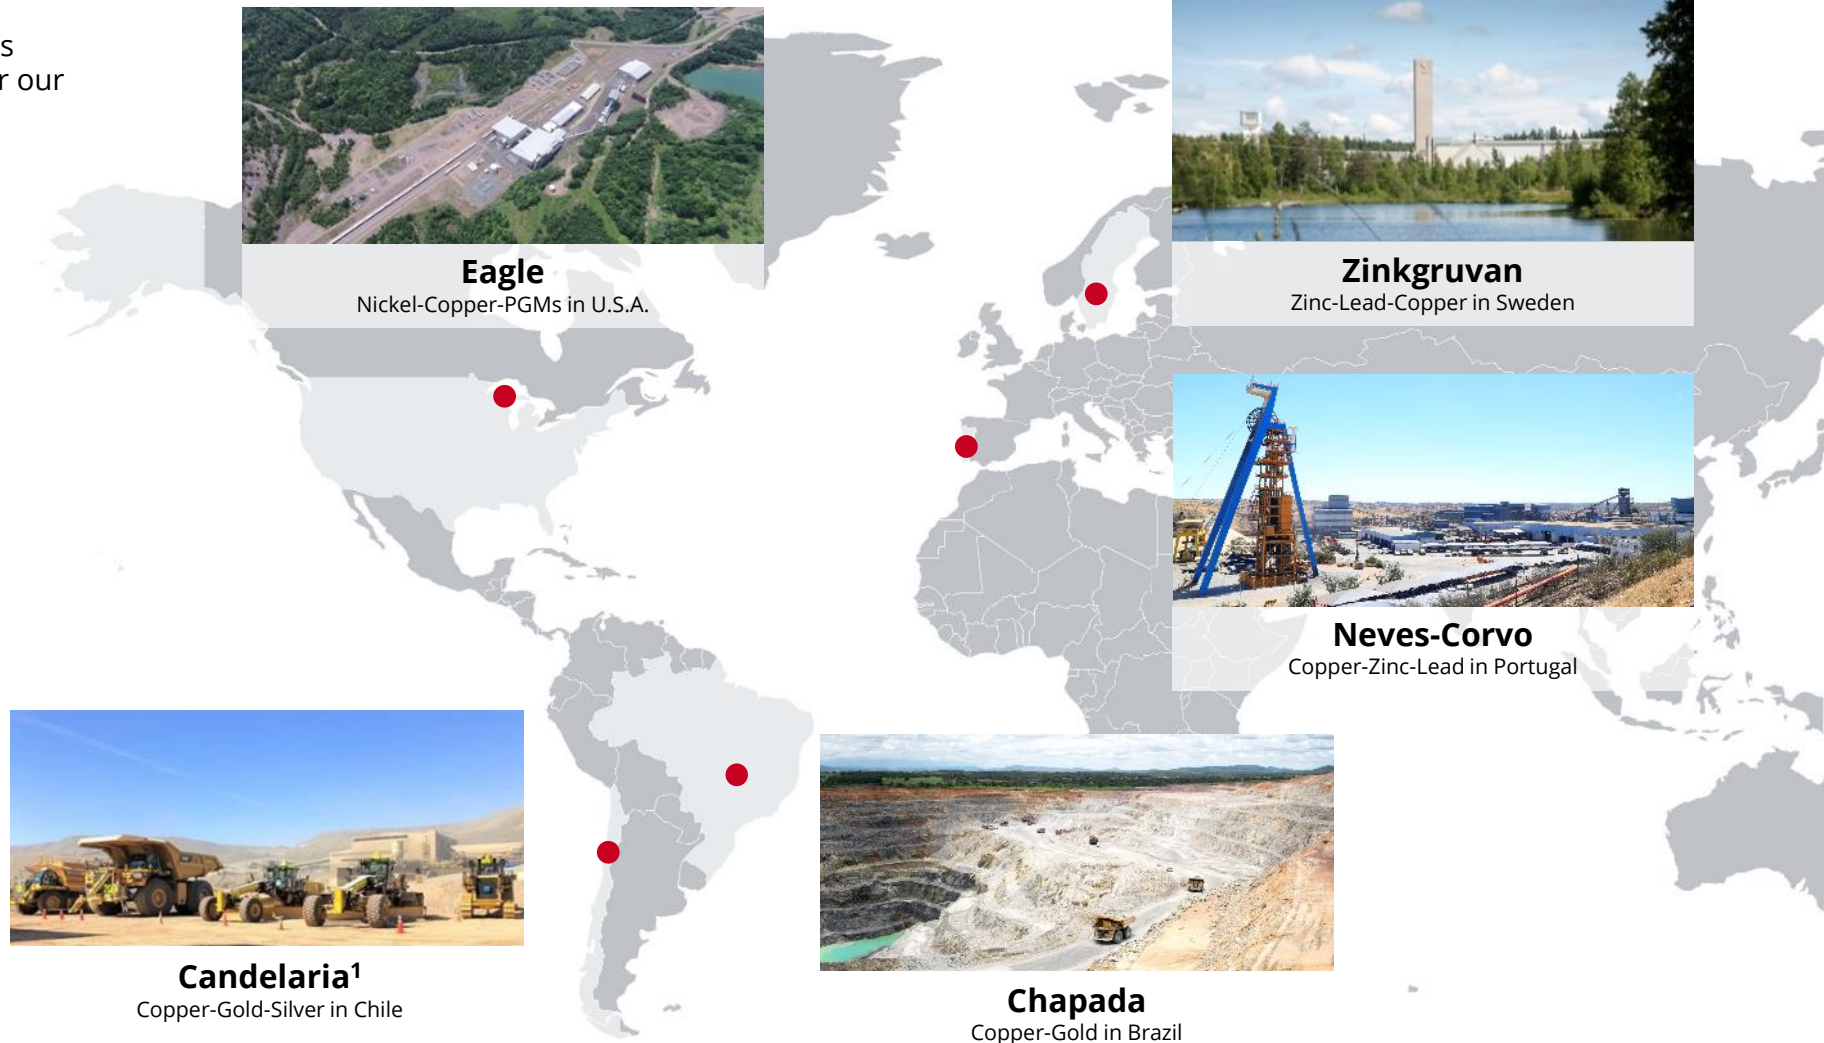 s
r our
Eagle
Nickel-Copper-PGMs in U.S.A.
Zinkgruvan
Zinc-Lead-Copper in Sweden
Neves-Corvo
Copper-Zinc-Lead in Portugal
Candelaria¹
Copper-Gold-Silver in Chile
Chapada
Copper-Gold in Brazil